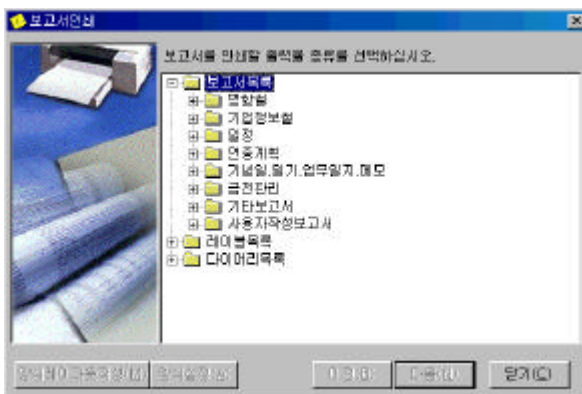 보고서인쇄
보고서를 인쇄할 출력물 종류를 선택하십시오.
보고서목록
명함철
기업정보철
일정
연중계획
기념일,일기,업무일지,메모
금전관리
기타보고서
사용자작성보고서
레이블목록
다이어리목록
이전(B) 다음(N) 닫기(C)